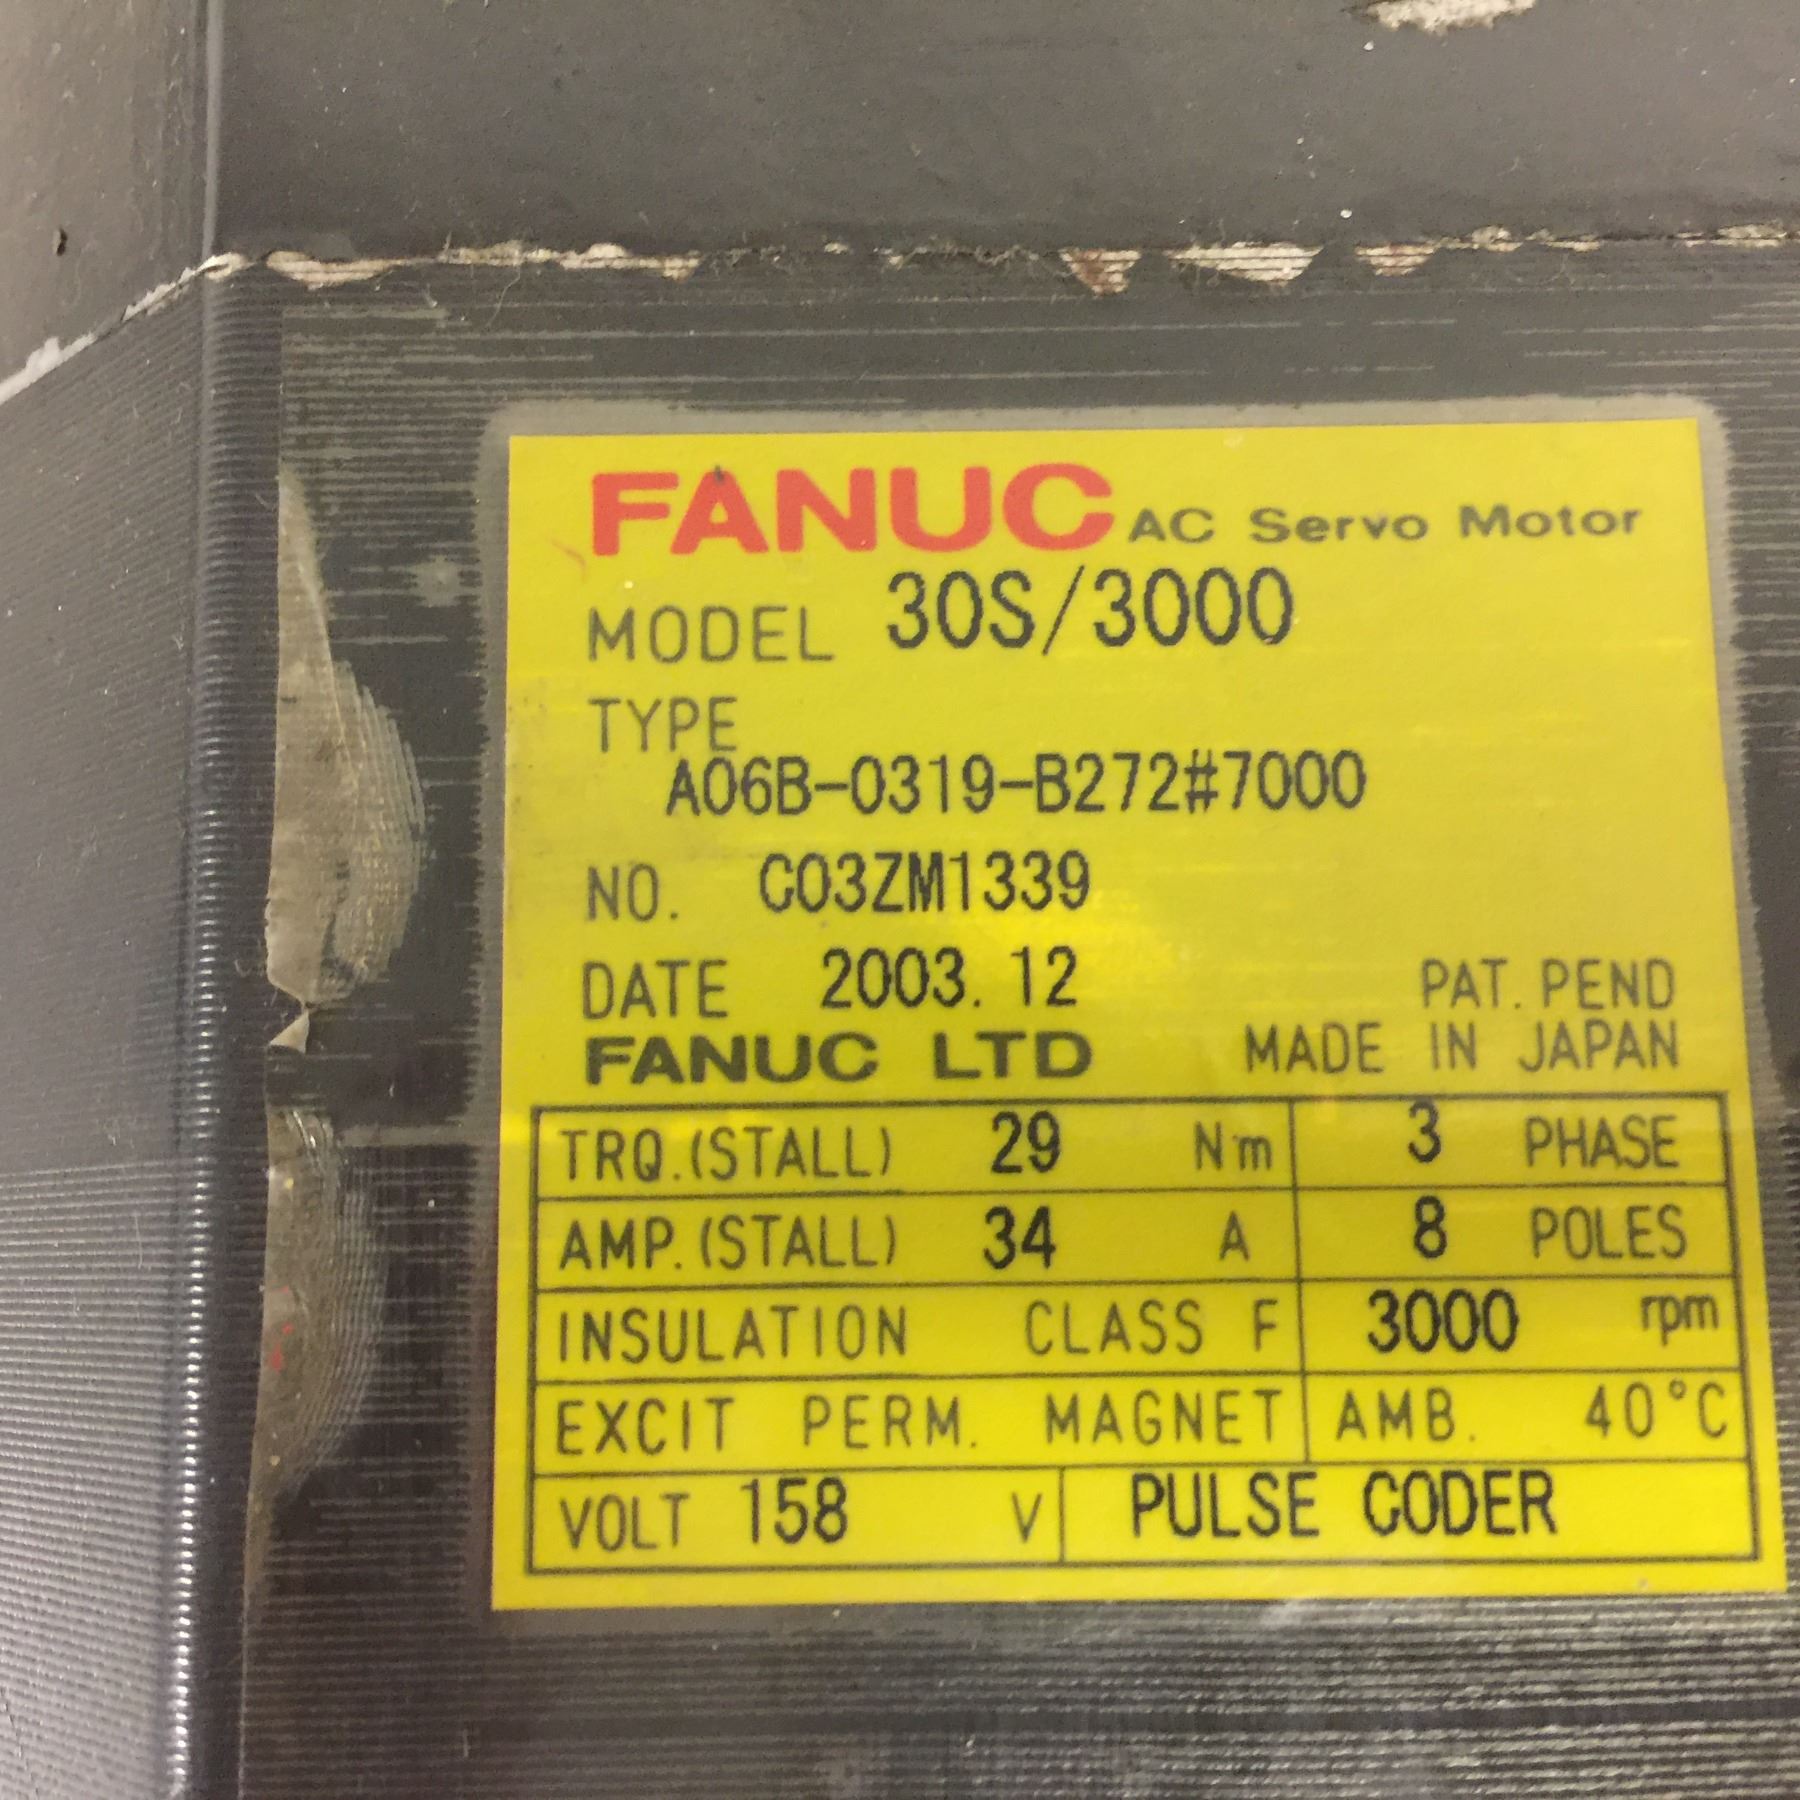 FANUC AC Servo Motor
MODEL 30S/3000
TYPE
A06B-0319-B272#7000
NO. C03ZM1339
DATE 2003.12 PAT. PEND
FANUC LTD MADE IN JAPAN
TRQ.(STALL) 29 N·m 3 PHASE
AMP.(STALL) 34 A 8 POLES
INSULATION CLASS F 3000 rpm
EXCIT PERM. MAGNET AMB. 40°C
VOLT 158 V PULSE CODER